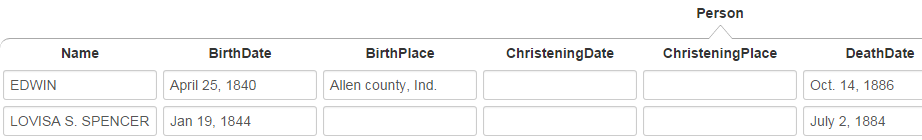 Person
Name BirthDate BirthPlace ChristeningDate ChristeningPlace DeathDate
EDWIN April 25, 1840 Allen county, Ind. Oct. 14, 1886
LOVISA S. SPENCER Jan 19, 1844 July 2, 1884